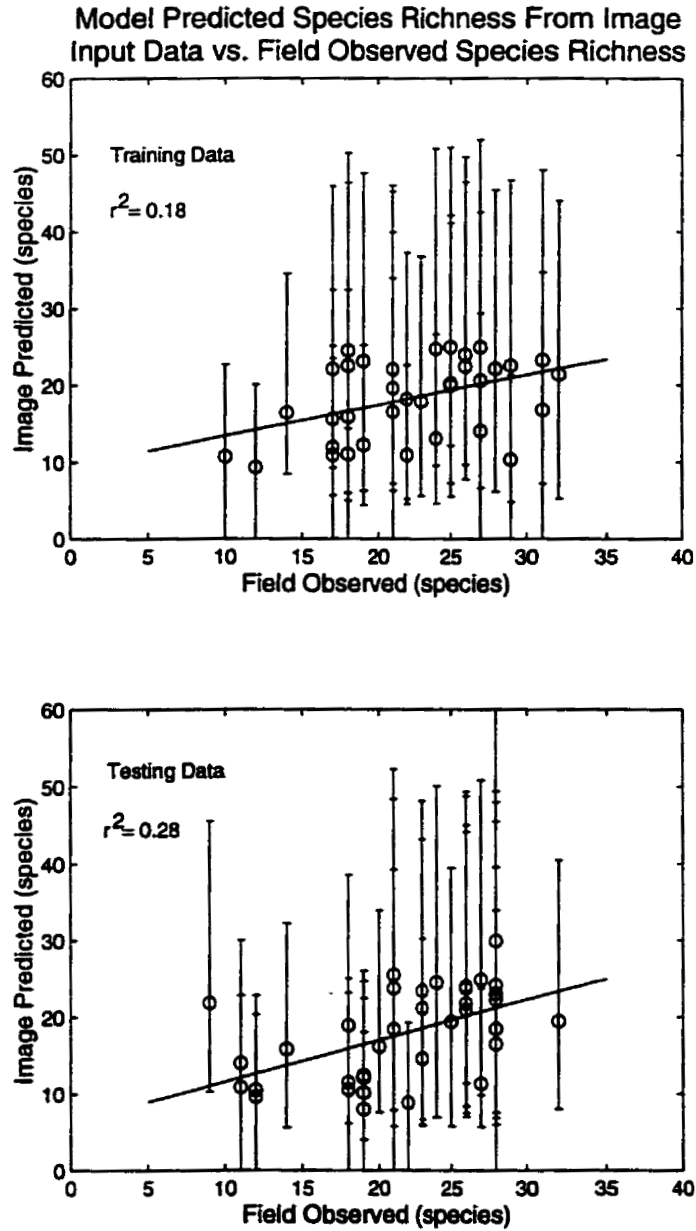 Model Predicted Species Richness From Image
Input Data vs. Field Observed Species Richness
60
50
40
30
20
10
0
Image Predicted (species)
Training Data
r2= 0.18
0 5 10 15 20 25 30 35 40
Field Observed (species)
60
50
40
30
20
10
0
Image Predicted (species)
Testing Data
r2= 0.28
0 5 10 15 20 25 30 35 40
Field Observed (species)